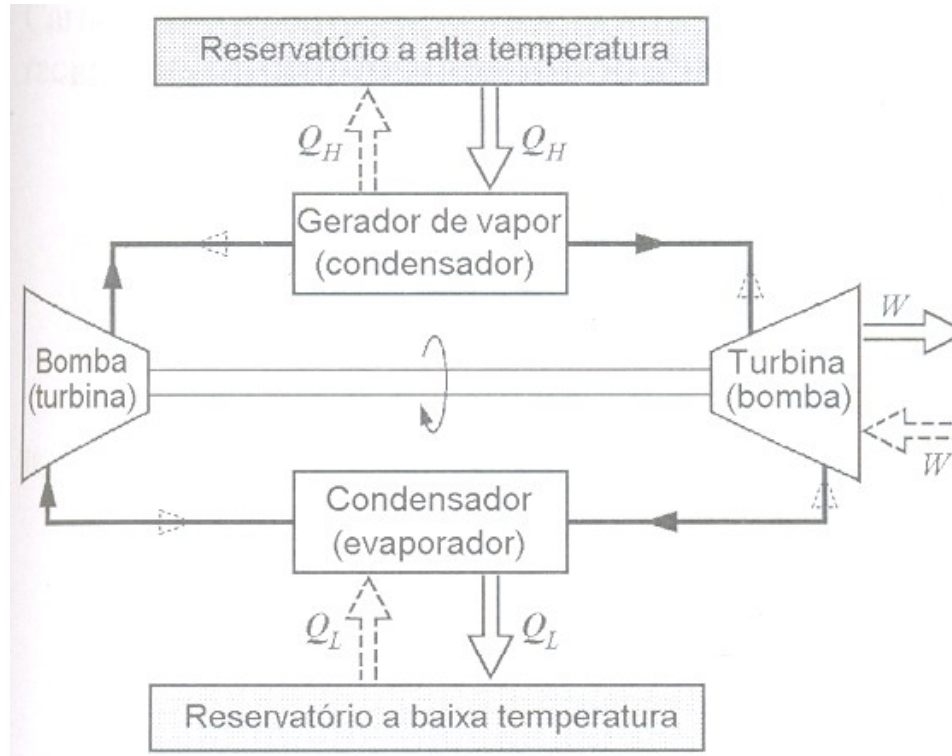 Reservatório a alta temperatura
Q_H
Q_H
Gerador de vapor
(condensador)
W
Bomba
(turbina)
Turbina
(bomba)
W
Condensador
(evaporador)
Q_L
Q_L
Reservatório a baixa temperatura